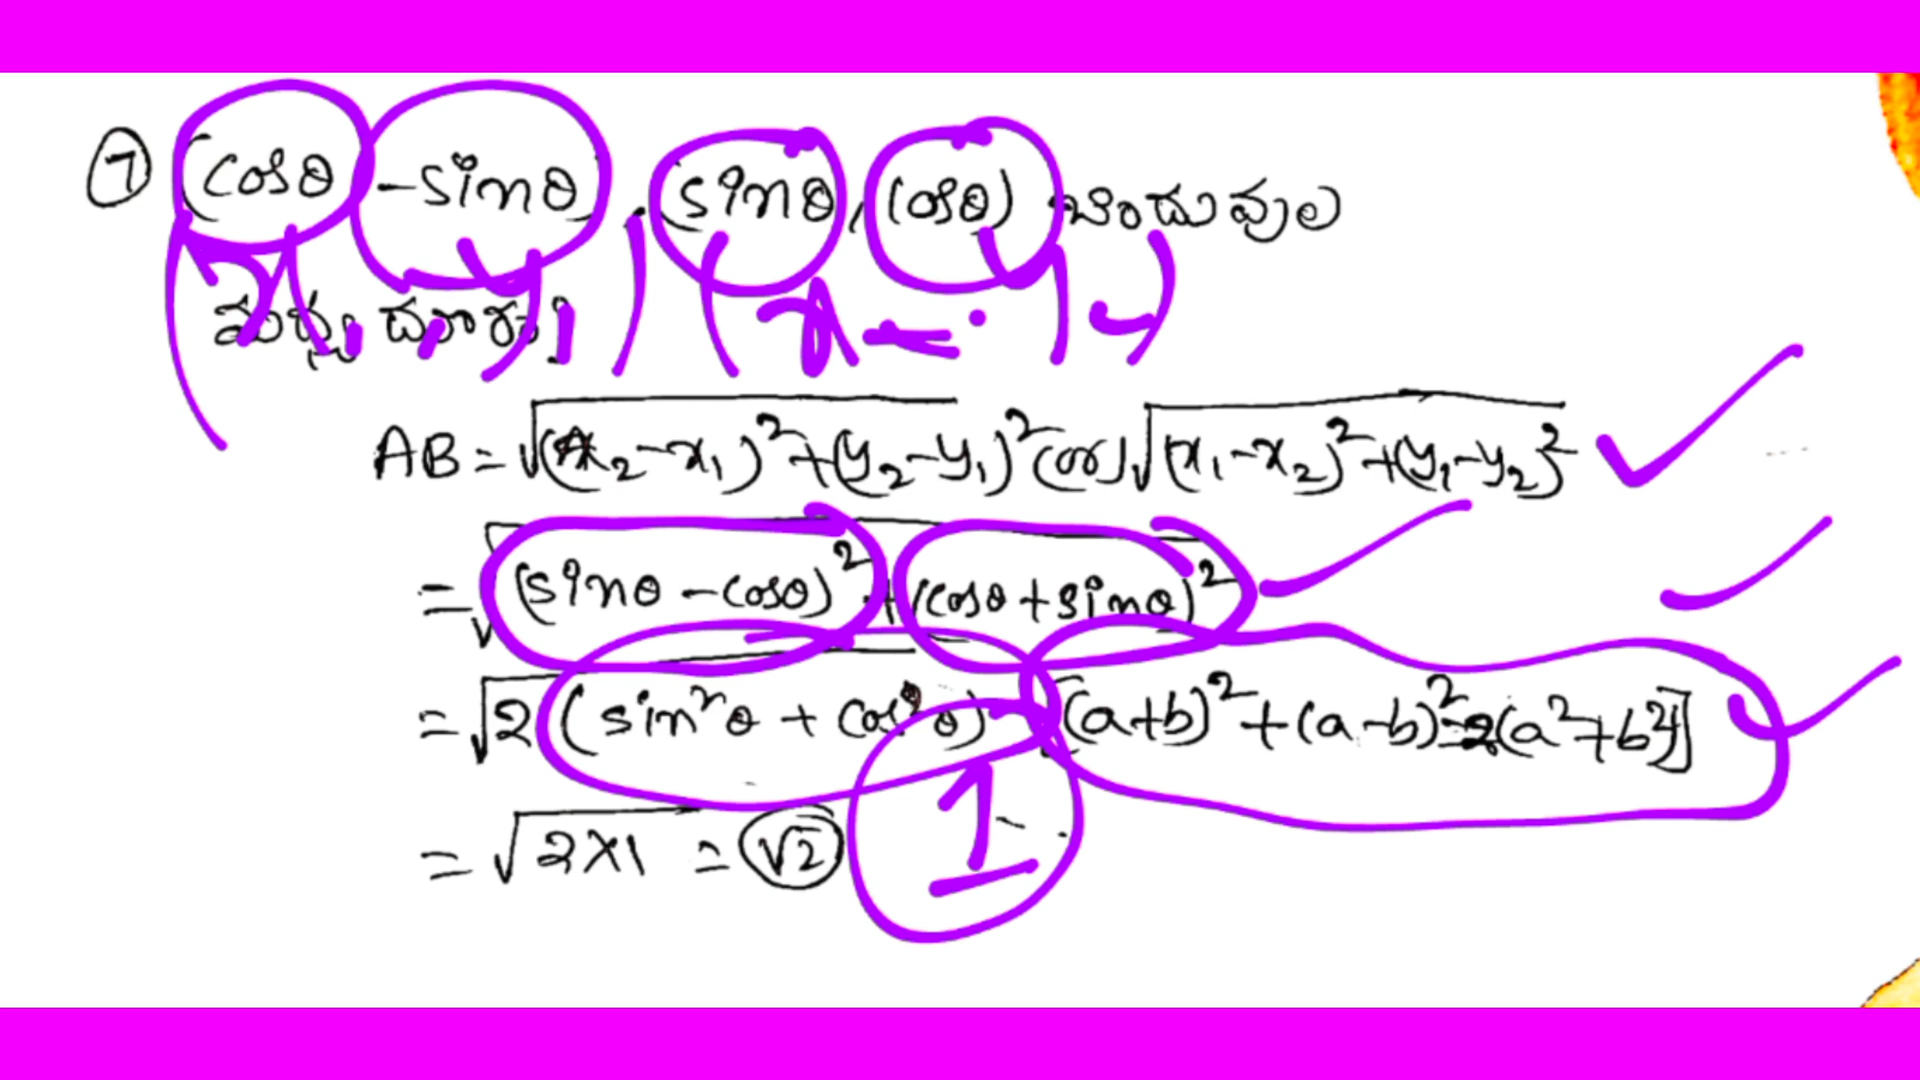 7 (cosθ -sinθ), (sinθ, cosθ) బిందువుల
మధ్య దూరం
AB = √(x₂-x₁)²+(y₂-y₁)² (or) √(x₁-x₂)²+(y₁-y₂)²
= √(sinθ-cosθ)²+(cosθ+sinθ)²
= √2(sin²θ+cos²θ) [(a+b)²+(a-b)²=2(a²+b²)]
= √2×1 = √2 1